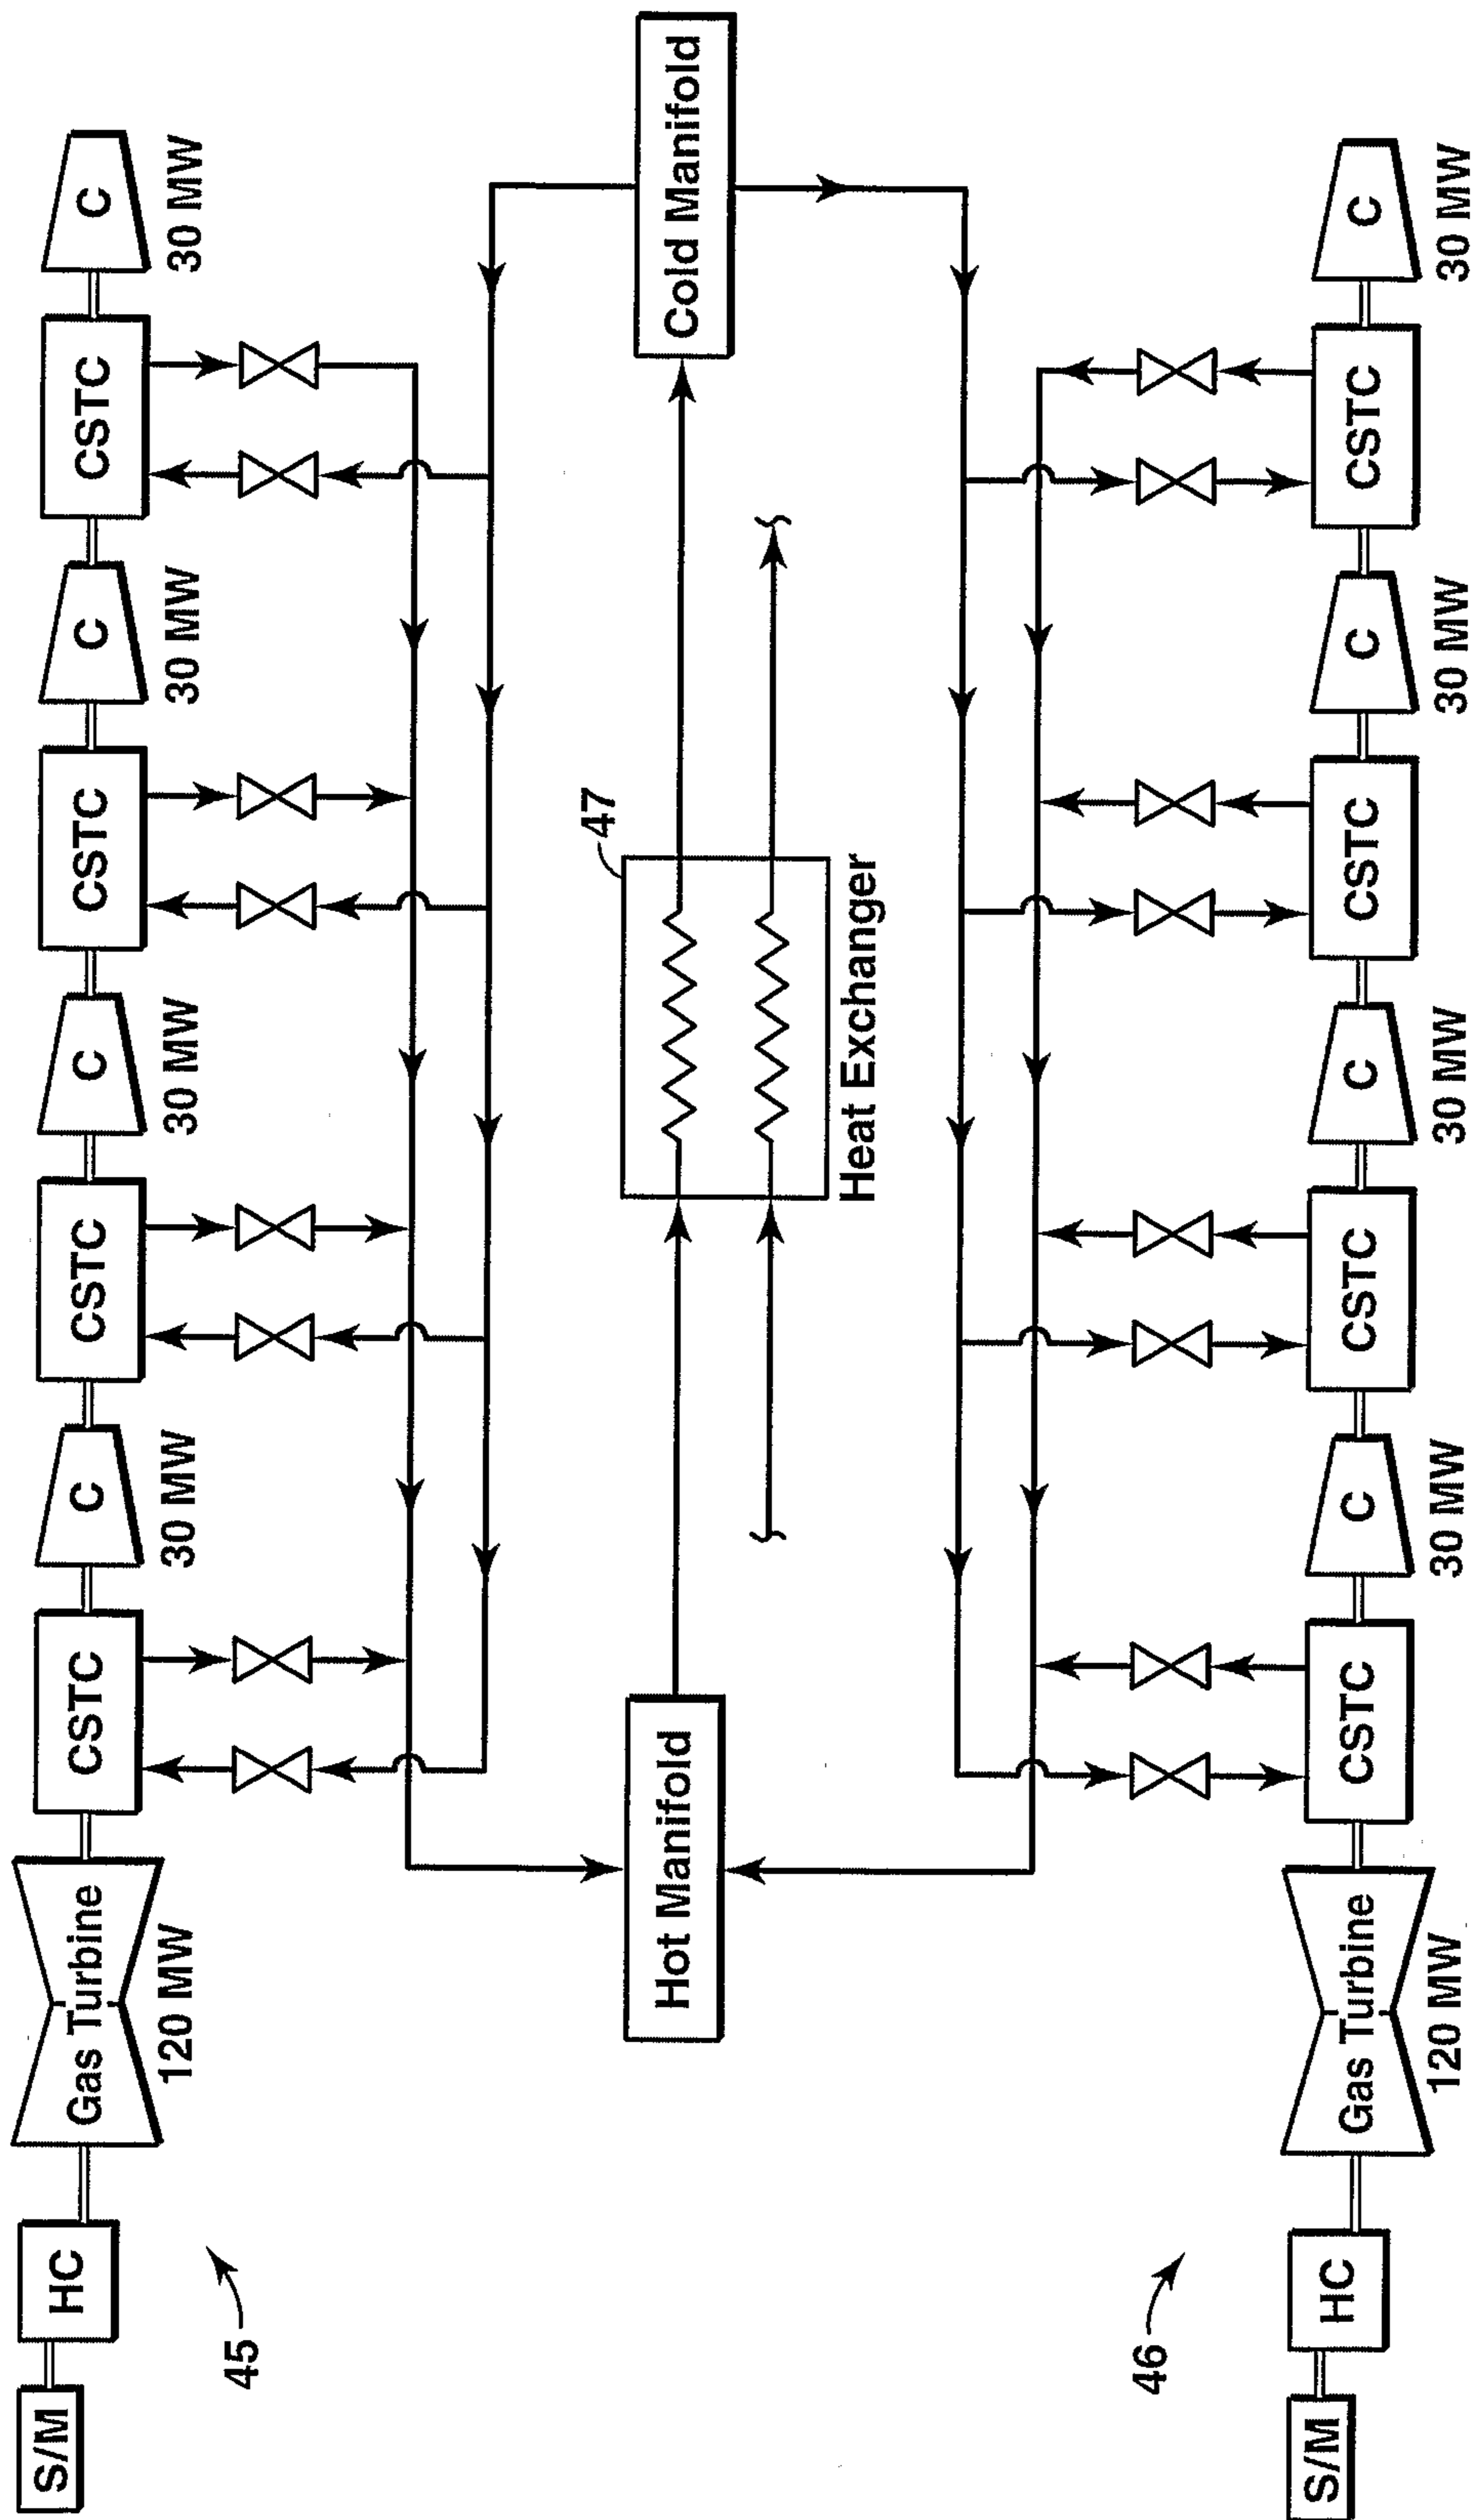 S/M
HC
Gas Turbine
CSTC
C
CSTC
C
CSTC
C
CSTC
C
120 MW
30 MW
30 MW
30 MW
30 MW
45
47
Hot Manifold
Cold Manifold
Heat Exchanger
46
S/M
HC
Gas Turbine
CSTC
C
CSTC
C
CSTC
C
CSTC
C
120 MW
30 MW
30 MW
30 MW
30 MW